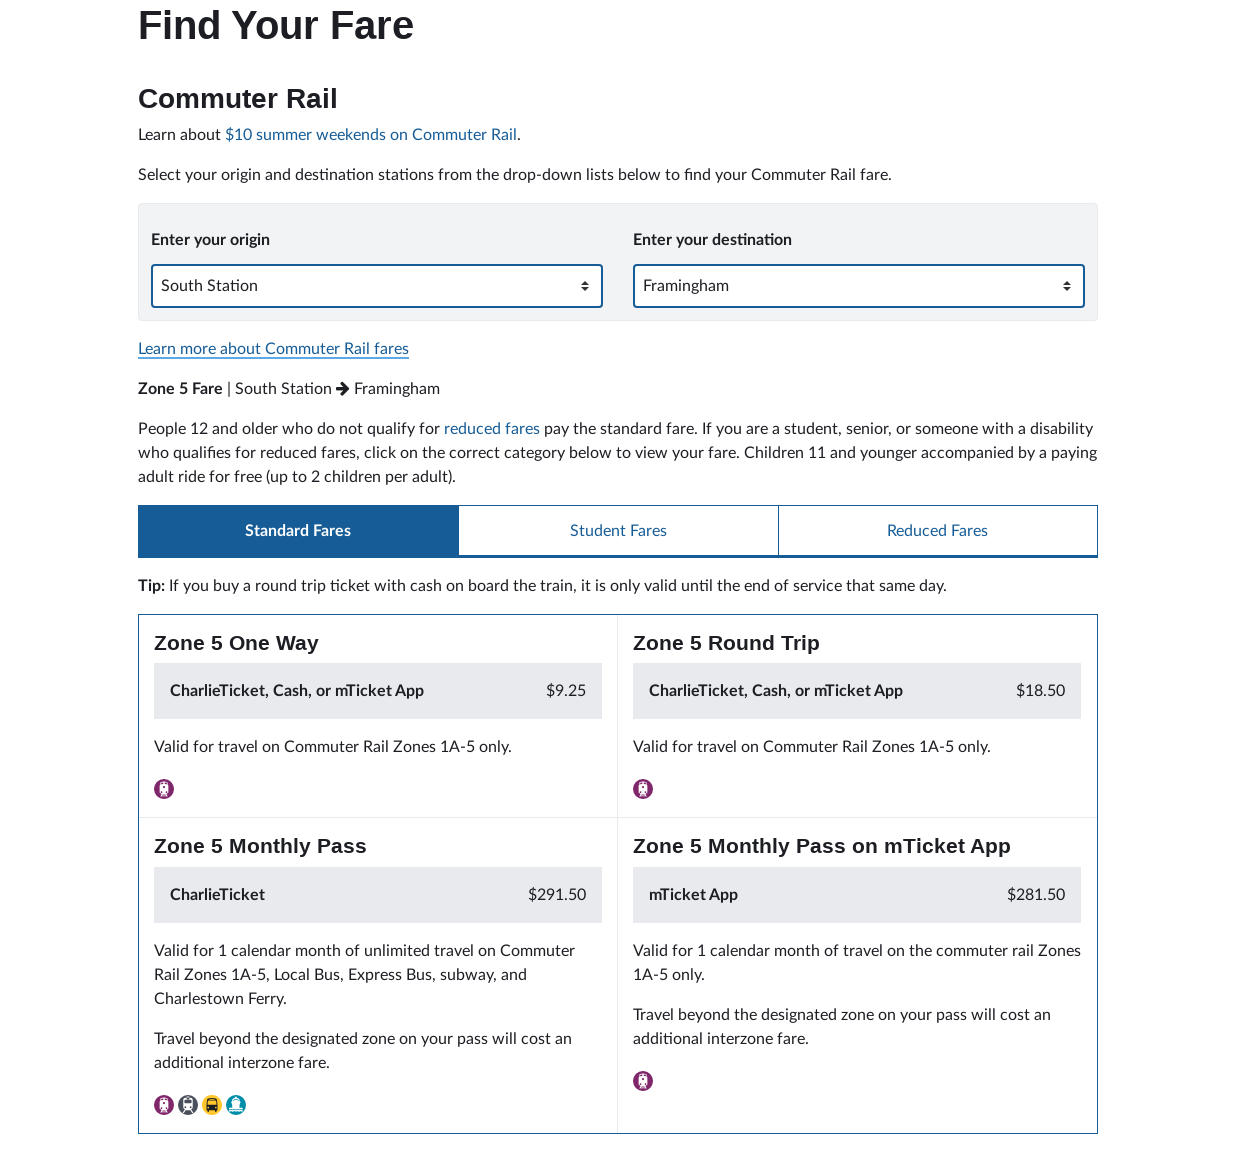 Find Your Fare
Commuter Rail
Learn about $10 summer weekends on Commuter Rail.
Select your origin and destination stations from the drop-down lists below to find your Commuter Rail fare.
Enter your origin
Enter your destination
South Station
Framingham
Learn more about Commuter Rail fares
Zone 5 Fare | South Station → Framingham
People 12 and older who do not qualify for reduced fares pay the standard fare. If you are a student, senior, or someone with a disability
who qualifies for reduced fares, click on the correct category below to view your fare. Children 11 and younger accompanied by a paying
adult ride for free (up to 2 children per adult).
Standard Fares
Student Fares
Reduced Fares
Tip: If you buy a round trip ticket with cash on board the train, it is only valid until the end of service that same day.
Zone 5 One Way
CharlieTicket, Cash, or mTicket App $9.25
Valid for travel on Commuter Rail Zones 1A-5 only.
Zone 5 Round Trip
CharlieTicket, Cash, or mTicket App $18.50
Valid for travel on Commuter Rail Zones 1A-5 only.
Zone 5 Monthly Pass
CharlieTicket $291.50
Valid for 1 calendar month of unlimited travel on Commuter
Rail Zones 1A-5, Local Bus, Express Bus, subway, and
Charlestown Ferry.
Travel beyond the designated zone on your pass will cost an
additional interzone fare.
Zone 5 Monthly Pass on mTicket App
mTicket App $281.50
Valid for 1 calendar month of travel on the commuter rail Zones
1A-5 only.
Travel beyond the designated zone on your pass will cost an
additional interzone fare.